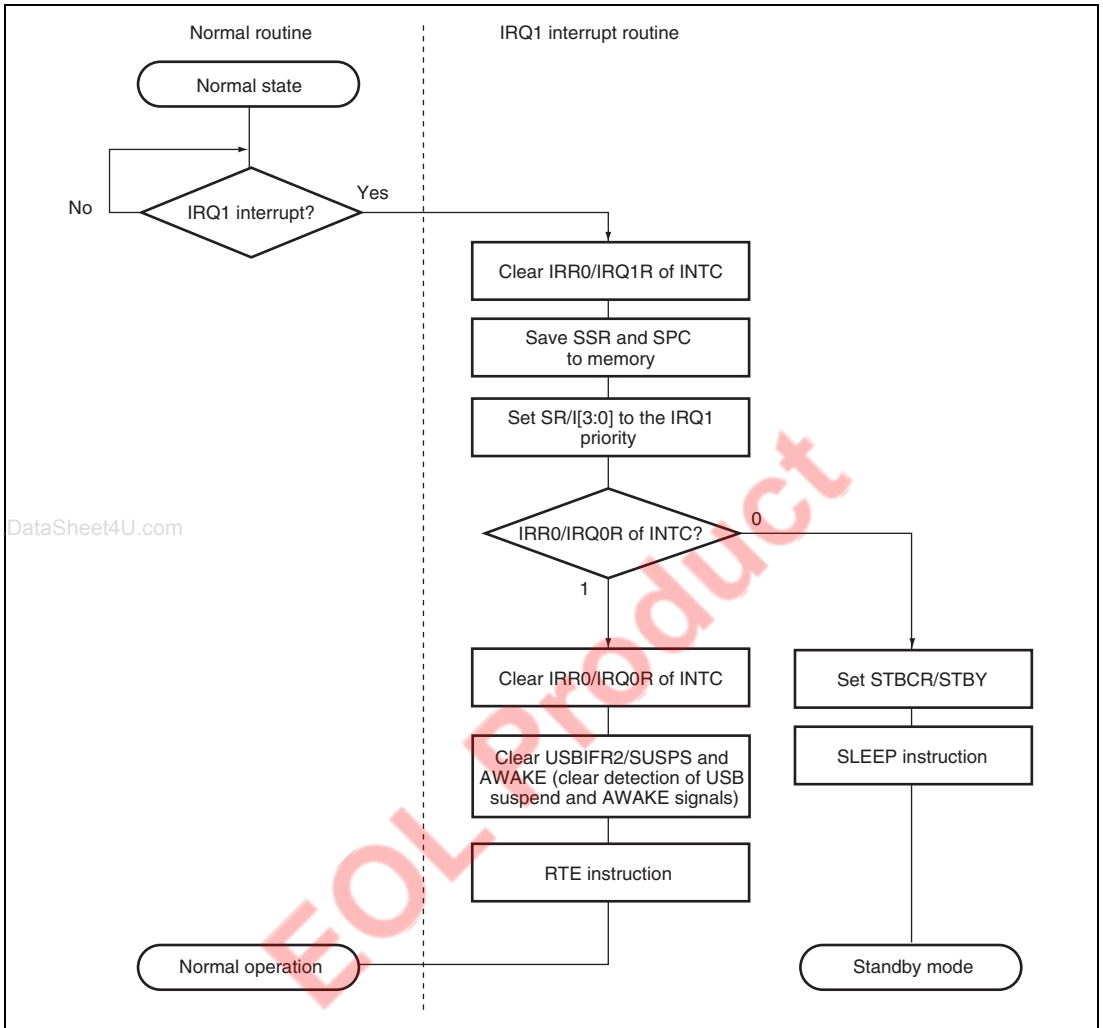 Normal routine
IRQ1 interrupt routine
Normal state
No
IRQ1 interrupt?
Yes
Clear IRR0/IRQ1R of INTC
Save SSR and SPC
to memory
Set SR/I[3:0] to the IRQ1
priority
IRR0/IRQ0R of INTC?
0
1
Clear IRR0/IRQ0R of INTC
Set STBCR/STBY
Clear USBIFR2/SUSPS and
AWAKE (clear detection of USB
suspend and AWAKE signals)
SLEEP instruction
RTE instruction
Normal operation
Standby mode
DataSheet4U.com
EOL Product